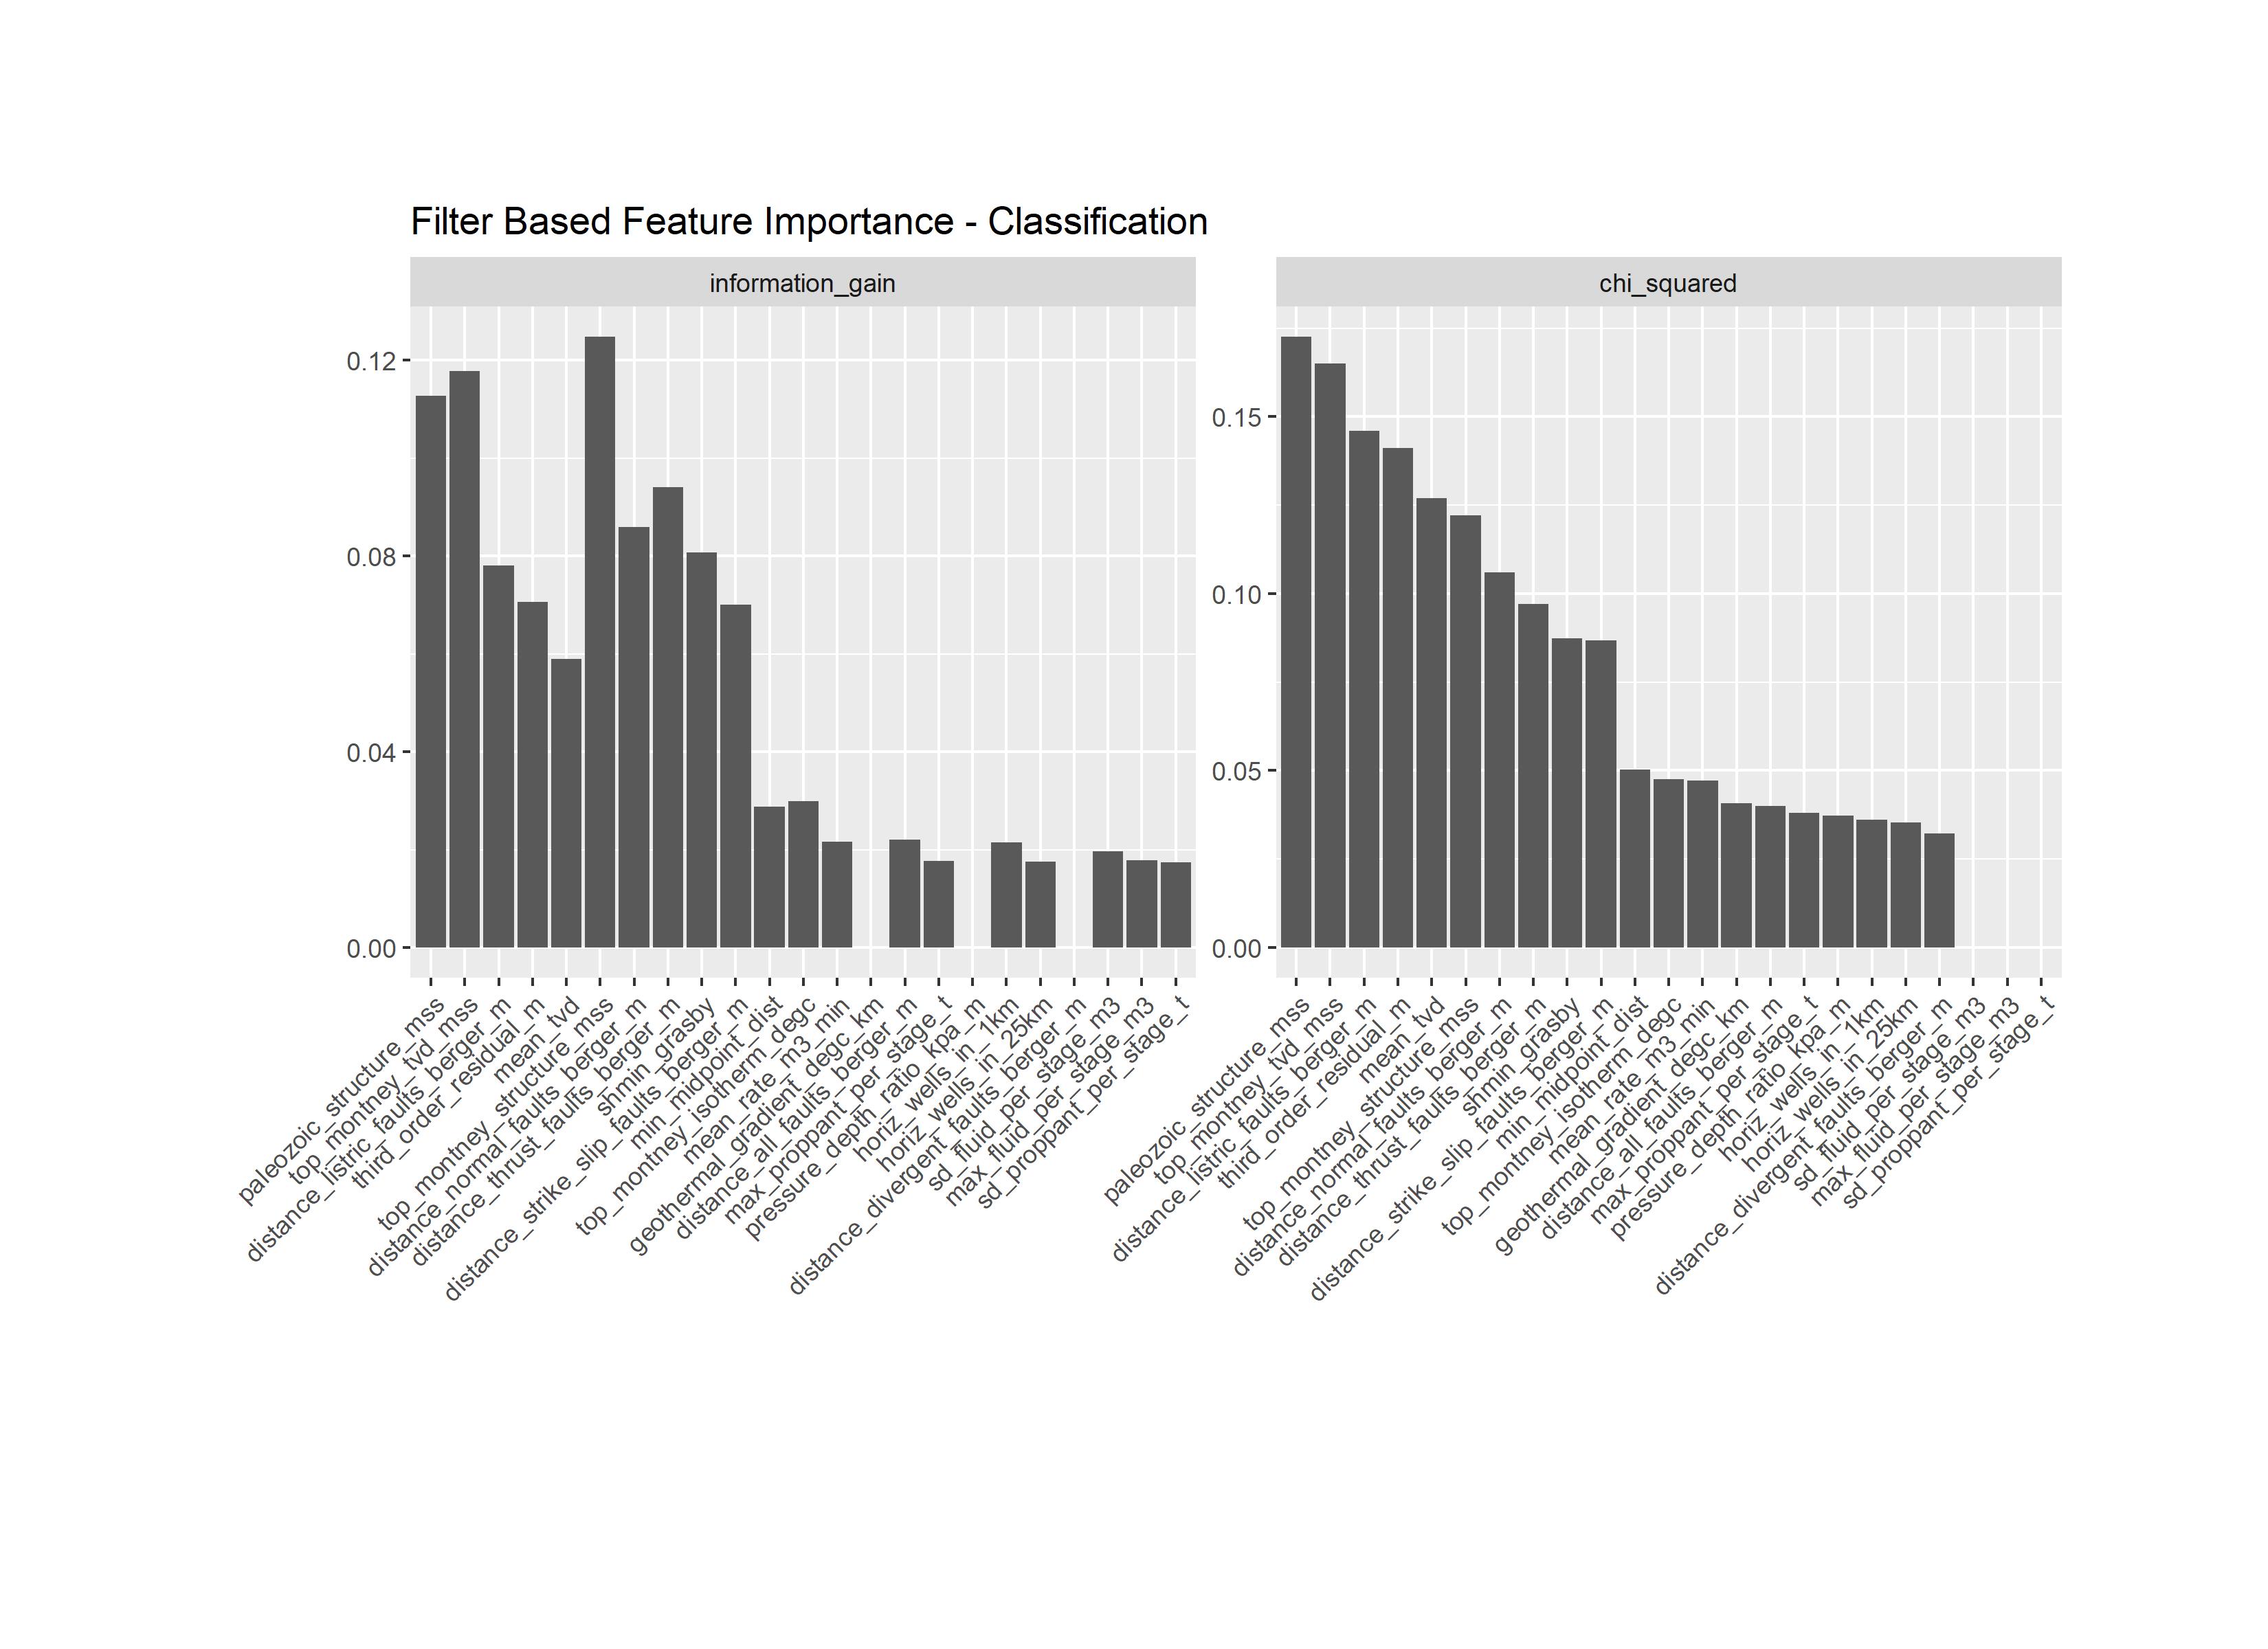 Filter Based Feature Importance - Classification
information_gain
chi_squared
0.12
0.08
0.04
0.00
0.15
0.10
0.05
0.00
paleozoic_structure_mss
top_montney_tvd_mss
distance_listric_faults_berger_m
third_order_residual_m
mean_tvd
top_montney_structure_mss
distance_normal_faults_berger_m
distance_thrust_faults_berger_m
shmin_grasby
distance_strike_slip_faults_berger_m
min_midpoint_dist
top_montney_isotherm_degc
mean_rate_m3_min
geothermal_gradient_degc_km
distance_all_faults_berger_m
max_proppant_per_stage_t
pressure_depth_ratio_kpa_m
horiz_wells_in_1km
horiz_wells_in_25km
distance_divergent_faults_berger_m
sd_fluid_per_stage_m3
max_fluid_per_stage_m3
sd_proppant_per_stage_t
paleozoic_structure_mss
top_montney_tvd_mss
distance_listric_faults_berger_m
third_order_residual_m
mean_tvd
top_montney_structure_mss
distance_normal_faults_berger_m
distance_thrust_faults_berger_m
shmin_grasby
distance_strike_slip_faults_berger_m
min_midpoint_dist
top_montney_isotherm_degc
mean_rate_m3_min
geothermal_gradient_degc_km
distance_all_faults_berger_m
max_proppant_per_stage_t
pressure_depth_ratio_kpa_m
horiz_wells_in_1km
horiz_wells_in_25km
distance_divergent_faults_berger_m
sd_fluid_per_stage_m3
max_fluid_per_stage_m3
sd_proppant_per_stage_t